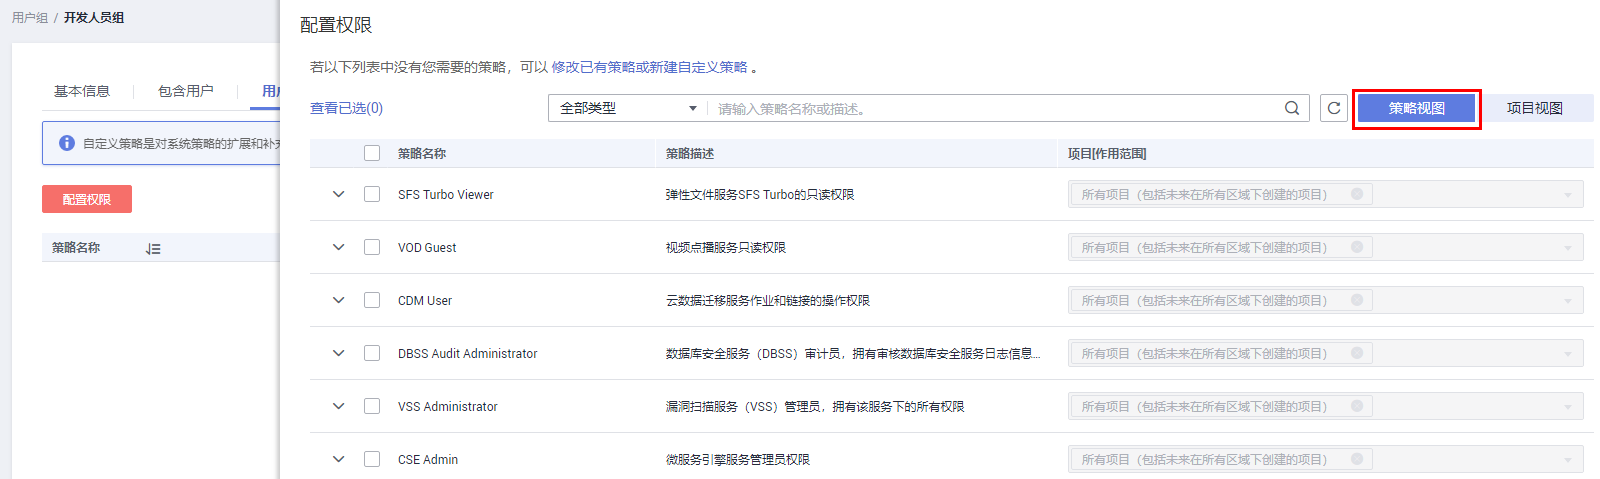 用户组 / 开发人员组
基本信息
包含用户
用户
自定义策略是对系统策略的扩展和补充
配置权限
策略名称
配置权限
若以下列表中没有您需要的策略，可以 修改已有策略或新建自定义策略 。
查看已选(0)
全部类型
请输入策略名称或描述。
策略视图
项目视图
策略名称 策略描述 项目[作用范围]
SFS Turbo Viewer 弹性文件服务SFS Turbo的只读权限 所有项目（包括未来在所有区域下创建的项目）
VOD Guest 视频点播服务只读权限 所有项目（包括未来在所有区域下创建的项目）
CDM User 云数据迁移服务作业和链接的操作权限 所有项目（包括未来在所有区域下创建的项目）
DBSS Audit Administrator 数据库安全服务（DBSS）审计员，拥有审核数据库安全服务日志信息... 所有项目（包括未来在所有区域下创建的项目）
VSS Administrator 漏洞扫描服务（VSS）管理员，拥有该服务下的所有权限 所有项目（包括未来在所有区域下创建的项目）
CSE Admin 微服务引擎服务管理员权限 所有项目（包括未来在所有区域下创建的项目）